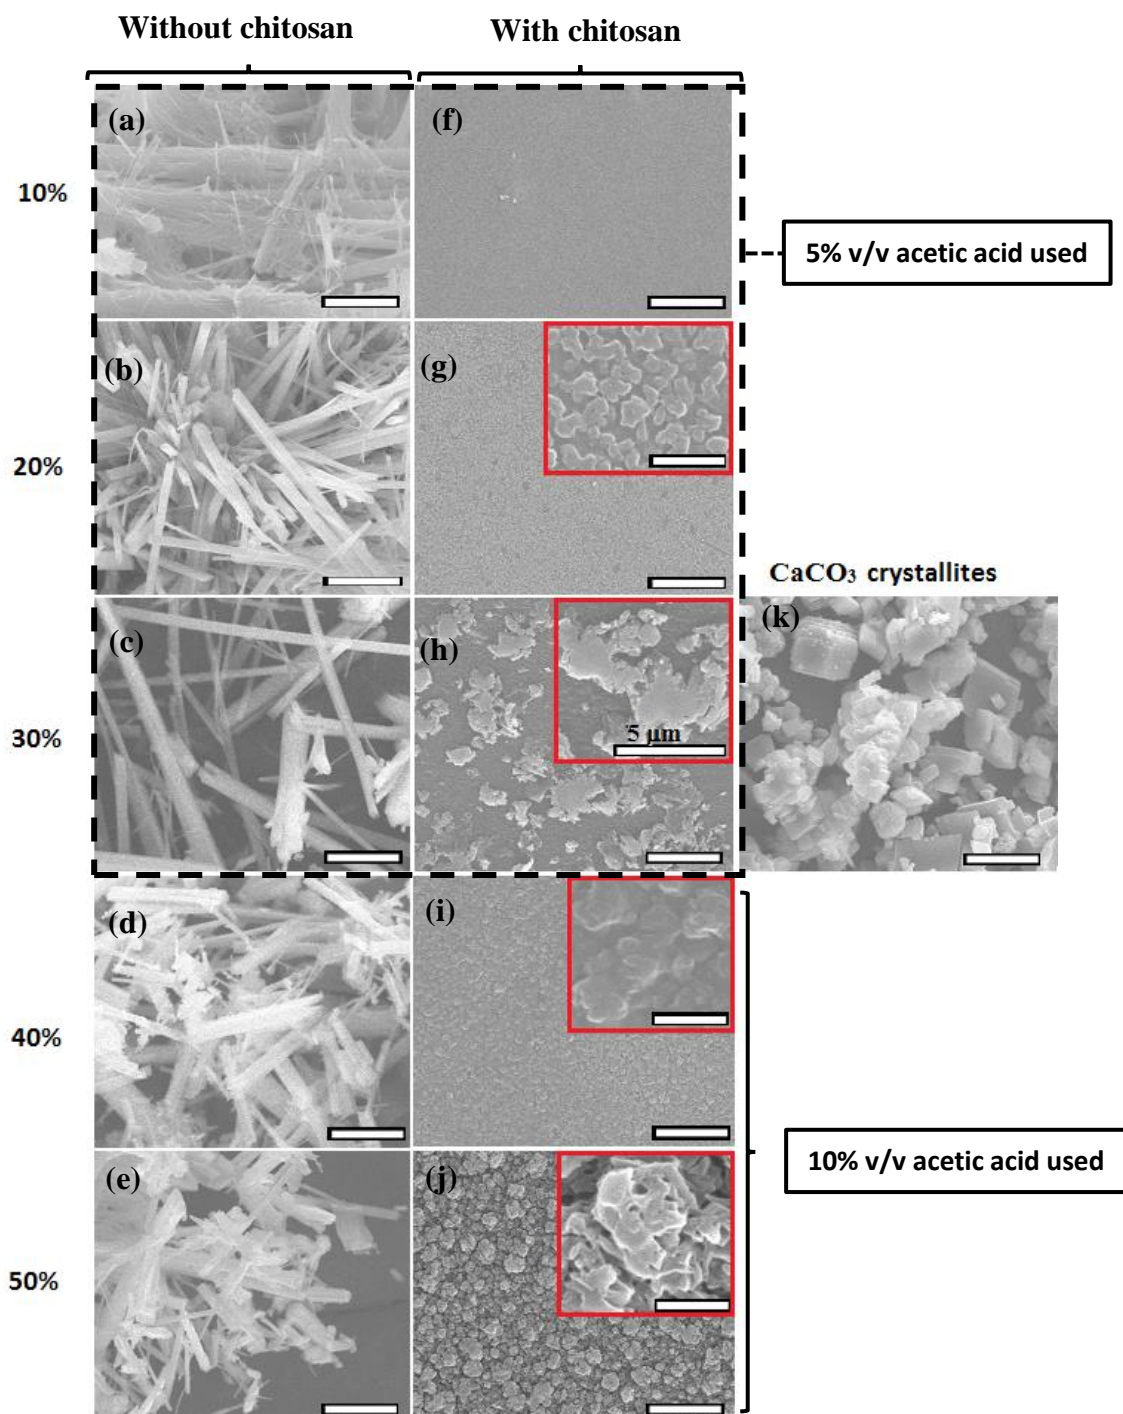 Without chitosan
With chitosan
(a)
(f)
10%
5% v/v acetic acid used
(b)
(g)
20%
CaCO₃ crystallites
(c)
(h)
(k)
30%
5 µm
(d)
(i)
40%
10% v/v acetic acid used
(e)
(j)
50%